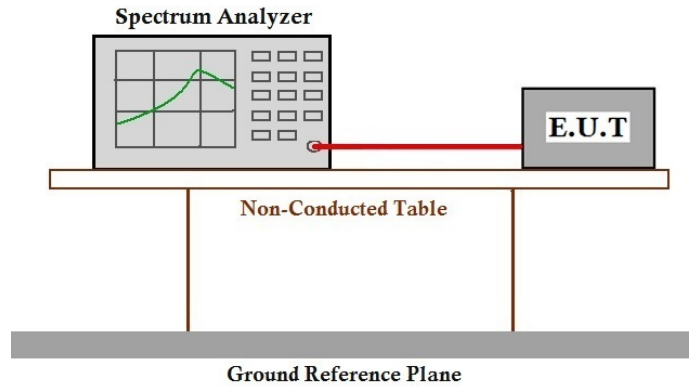 Spectrum Analyzer
E.U.T
Non-Conducted Table
Ground Reference Plane